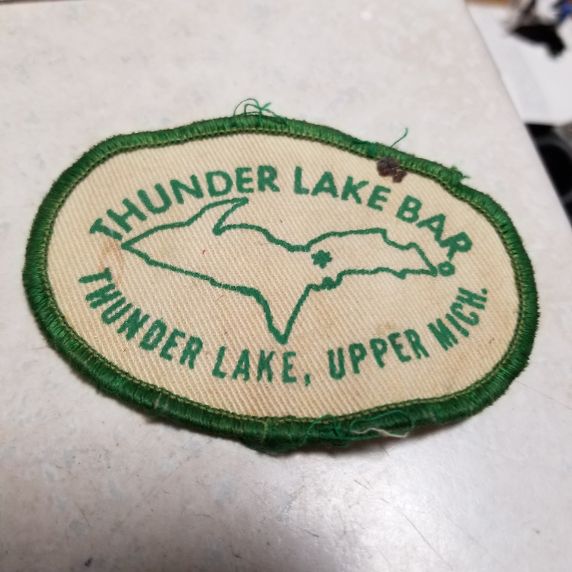 THUNDER LAKE BAR
THUNDER LAKE, UPPER MICH.